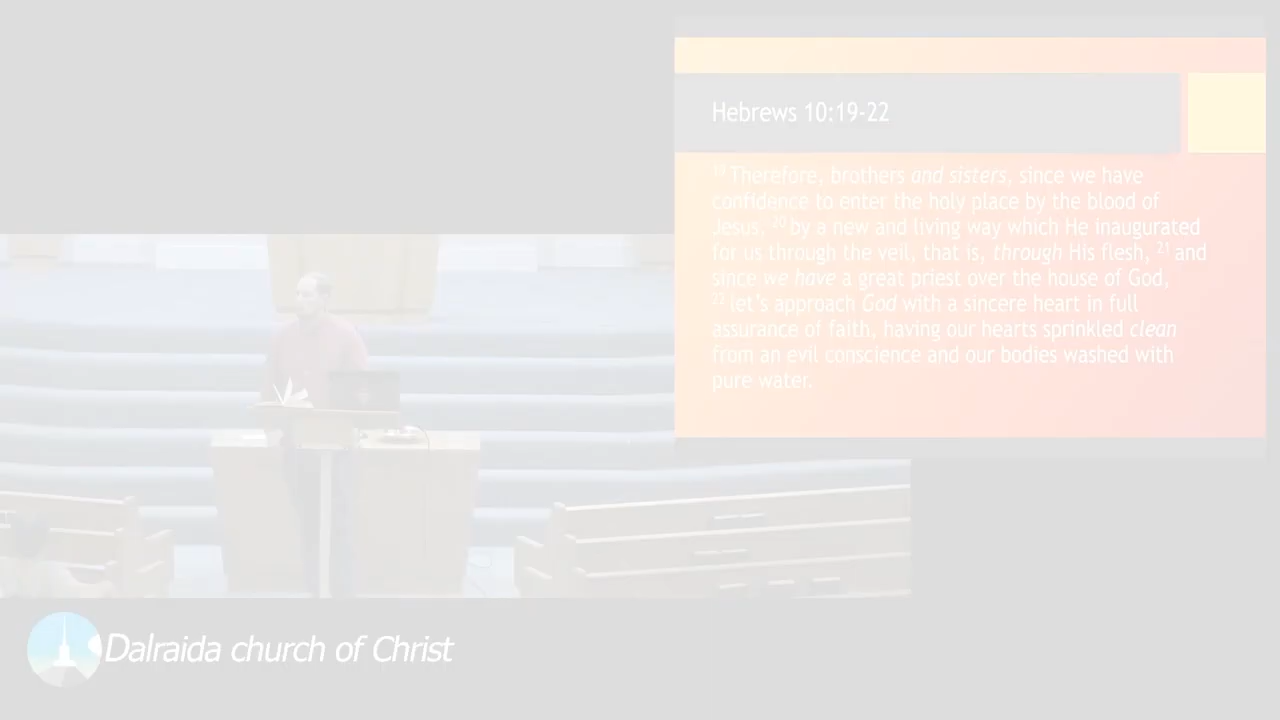 Hebrews 10:19-22
19 Therefore, brothers and sisters, since we have
confidence to enter the holy place by the blood of
Jesus, 20 by a new and living way which He inaugurated
for us through the veil, that is, through His flesh, 21 and
since we have a great priest over the house of God,
22 let's approach God with a sincere heart in full
assurance of faith, having our hearts sprinkled clean
from an evil conscience and our bodies washed with
pure water.
Dalraida church of Christ